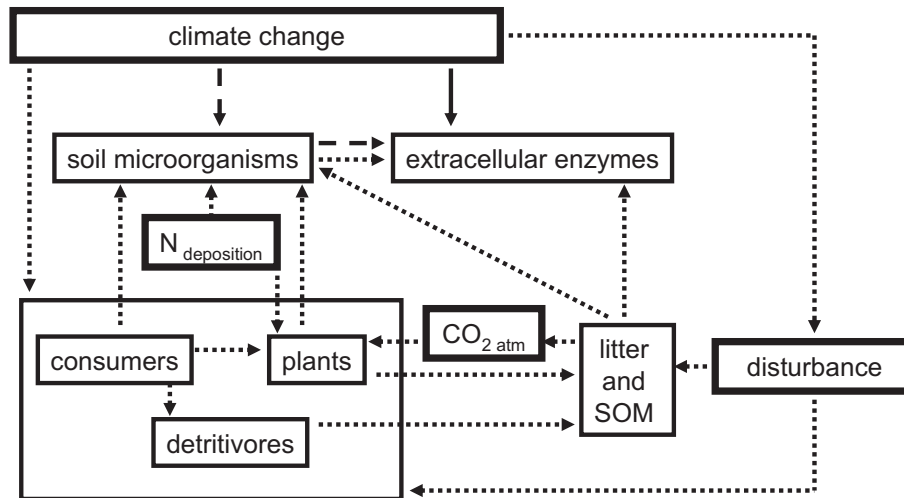 climate change
soil microorganisms
extracellular enzymes
N deposition
CO2 atm
consumers
plants
litter
and
SOM
disturbance
detritivores